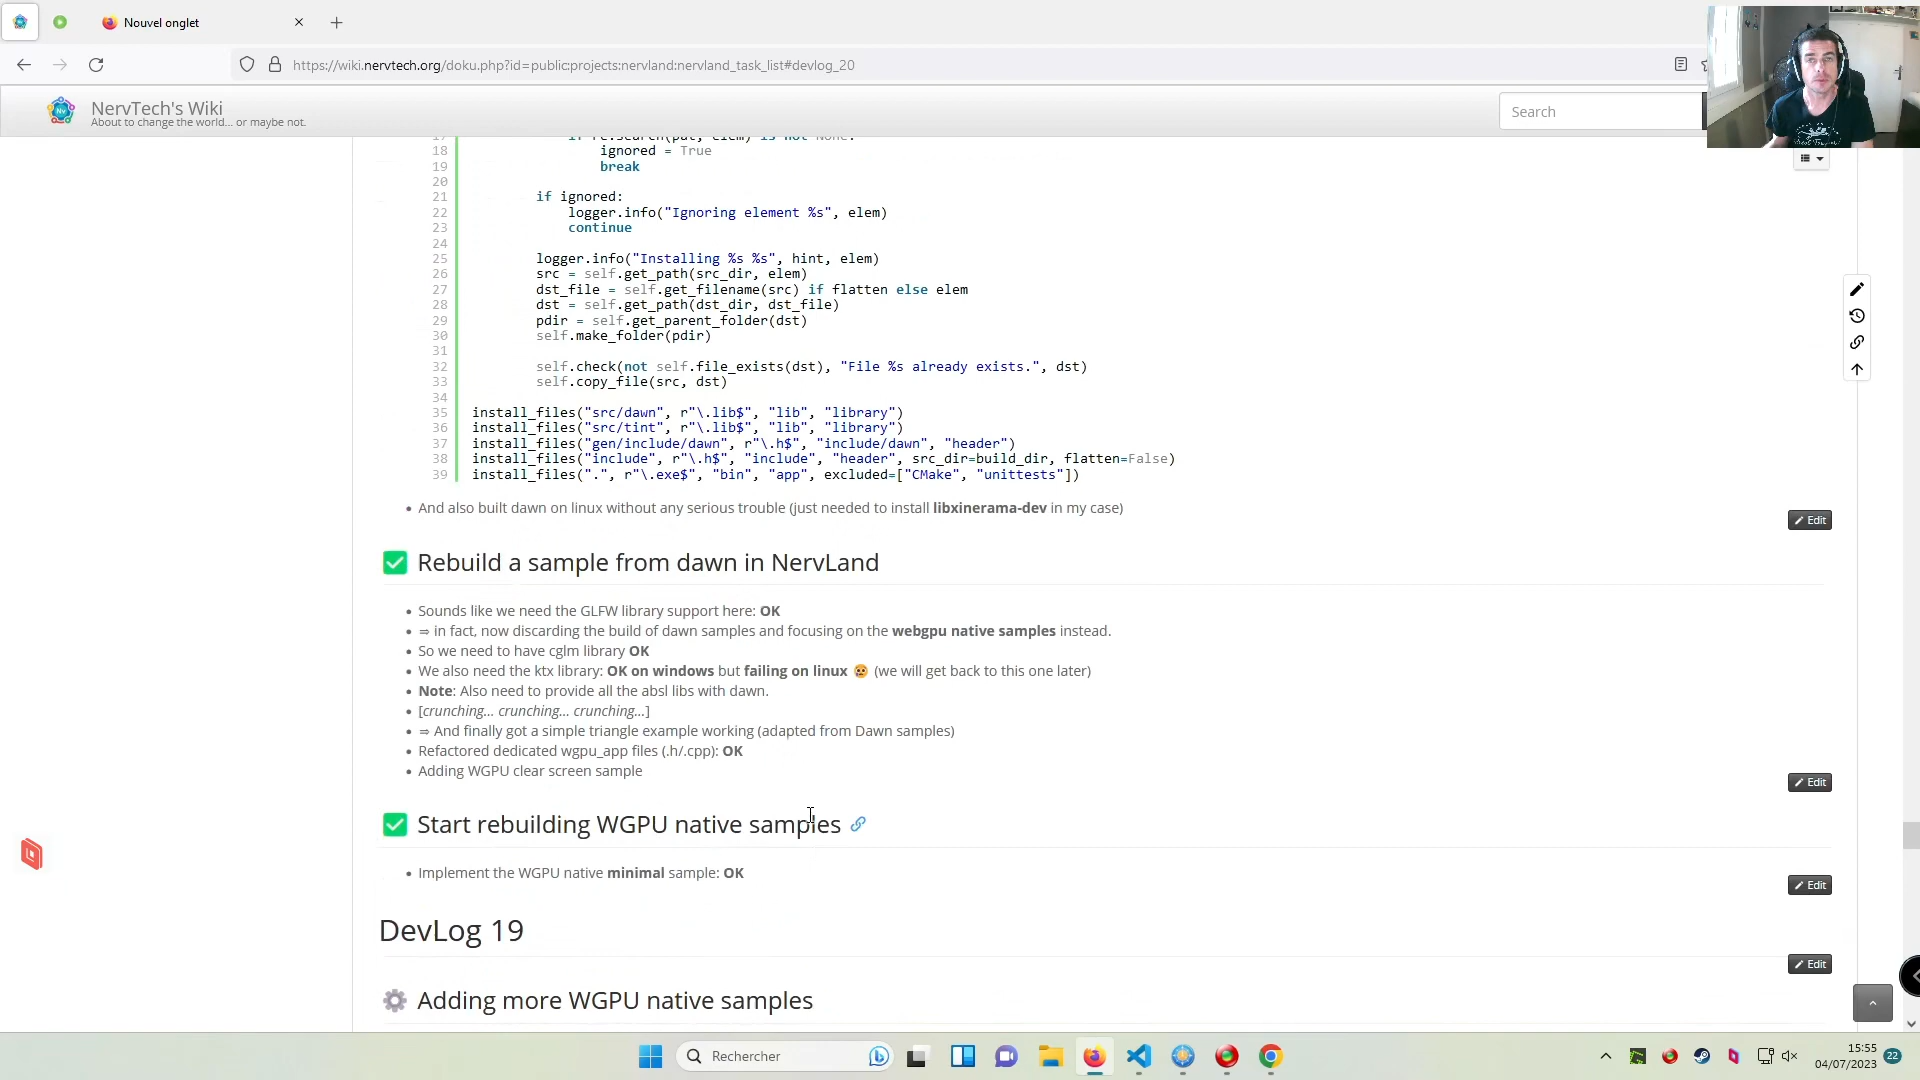 Nouvel onglet
https://wiki.nervtech.org/doku.php?id=public:projects:nervland:nervland_task_list#devlog_20
NervTech's Wiki
About to change the world... or maybe not.
Search
18 ignored = True
19 break
20
21 if ignored:
22 logger.info("Ignoring element %s", elem)
23 continue
24
25 logger.info("Installing %s %s", hint, elem)
26 src = self.get_path(src_dir, elem)
27 dst_file = self.get_filename(src) if flatten else elem
28 dst = self.get_path(dst_dir, dst_file)
29 pdir = self.get_parent_folder(dst)
30 self.make_folder(pdir)
31
32 self.check(not self.file_exists(dst), "File %s already exists.", dst)
33 self.copy_file(src, dst)
34
35 install_files("src/dawn", r"\.lib$", "lib", "library")
36 install_files("src/tint", r"\.lib$", "lib", "library")
37 install_files("gen/include/dawn", r"\.h$", "include/dawn", "header")
38 install_files("include", r"\.h$", "include", "header", src_dir=build_dir, flatten=False)
39 install_files(".", r"\.exe$", "bin", "app", excluded=["CMake", "unittests"])
• And also built dawn on linux without any serious trouble (just needed to install libxinerama-dev in my case)
Edit
Rebuild a sample from dawn in NervLand
• Sounds like we need the GLFW library support here: OK
• ⇒ in fact, now discarding the build of dawn samples and focusing on the webgpu native samples instead.
• So we need to have cglm library OK
• We also need the ktx library: OK on windows but failing on linux 😢 (we will get back to this one later)
• Note: Also need to provide all the absl libs with dawn.
• [crunching... crunching... crunching...]
• ⇒ And finally got a simple triangle example working (adapted from Dawn samples)
• Refactored dedicated wgpu_app files (.h/.cpp): OK
• Adding WGPU clear screen sample
Edit
Start rebuilding WGPU native samples
• Implement the WGPU native minimal sample: OK
Edit
DevLog 19
Edit
Adding more WGPU native samples
Rechercher
15:55
04/07/2023
22